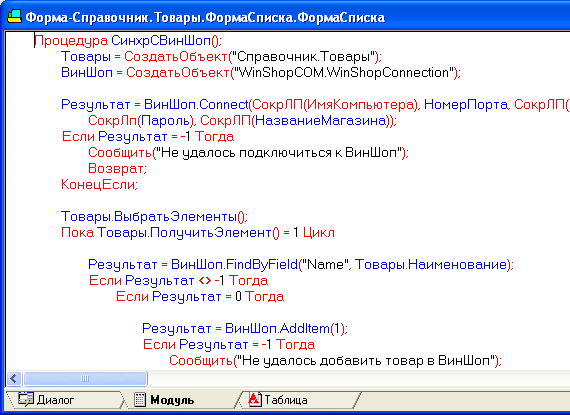 Форма-Справочник.Товары.ФормаСписка.ФормаСписка
Процедура СинхрСВинШоп();
Товары = СоздатьОбъект("Справочник.Товары");
ВинШоп = СоздатьОбъект("WinShopCOM.WinShopConnection");
Результат = ВинШоп.Connect(СокрЛП(ИмяКомпьютера), НомерПорта, СокрЛП(
СокрЛп(Пароль), СокрЛП(НазваниеМагазина));
Если Результат = -1 Тогда
Сообщить("Не удалось подключиться к ВинШоп");
Возврат;
КонецЕсли;
Товары.ВыбратьЭлементы();
Пока Товары.ПолучитьЭлемент() = 1 Цикл
Результат = ВинШоп.FindByField("Name", Товары.Наименование);
Если Результат <> -1 Тогда
Если Результат = 0 Тогда
Результат = ВинШоп.AddItem(1);
Если Результат = -1 Тогда
Сообщить("Не удалось добавить товар в ВинШоп");
Диалог Модуль Таблица